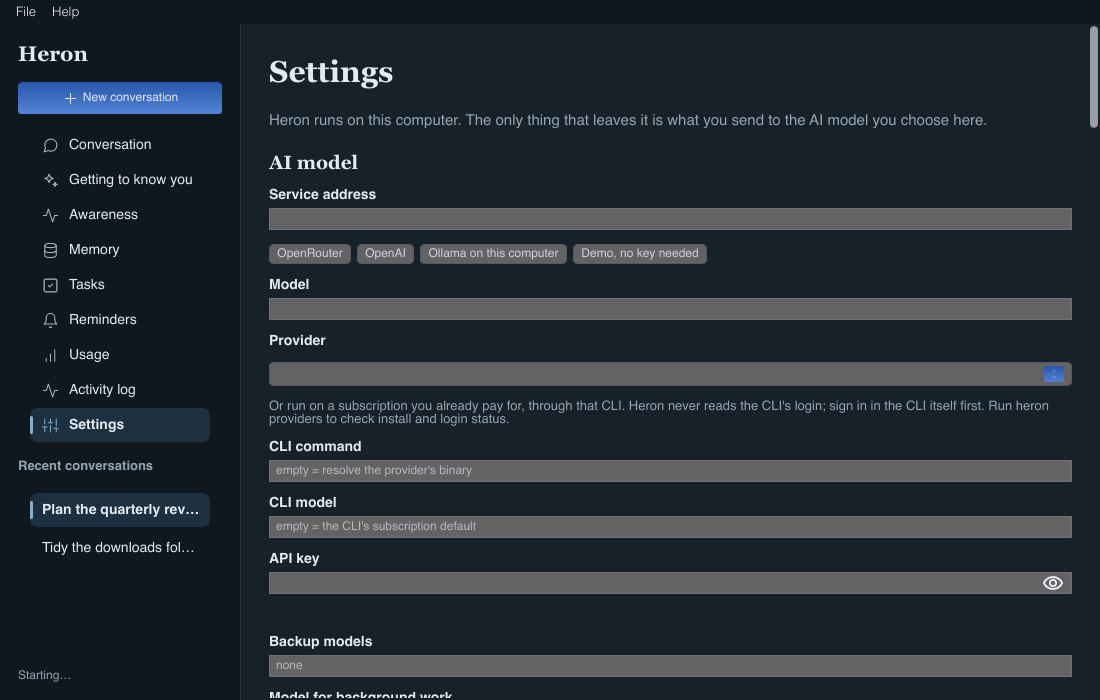 File Help
Heron
New conversation
Conversation
Getting to know you
Awareness
Memory
Tasks
Reminders
Usage
Activity log
Settings
Recent conversations
Plan the quarterly rev…
Tidy the downloads fol…
Starting…
Settings
Heron runs on this computer. The only thing that leaves it is what you send to the AI model you choose here.
AI model
Service address
OpenRouter OpenAI Ollama on this computer Demo, no key needed
Model
Provider
Or run on a subscription you already pay for, through that CLI. Heron never reads the CLI's login; sign in in the CLI itself first. Run heron
providers to check install and login status.
CLI command
empty = resolve the provider's binary
CLI model
empty = the CLI's subscription default
API key
Backup models
none
Model for background work